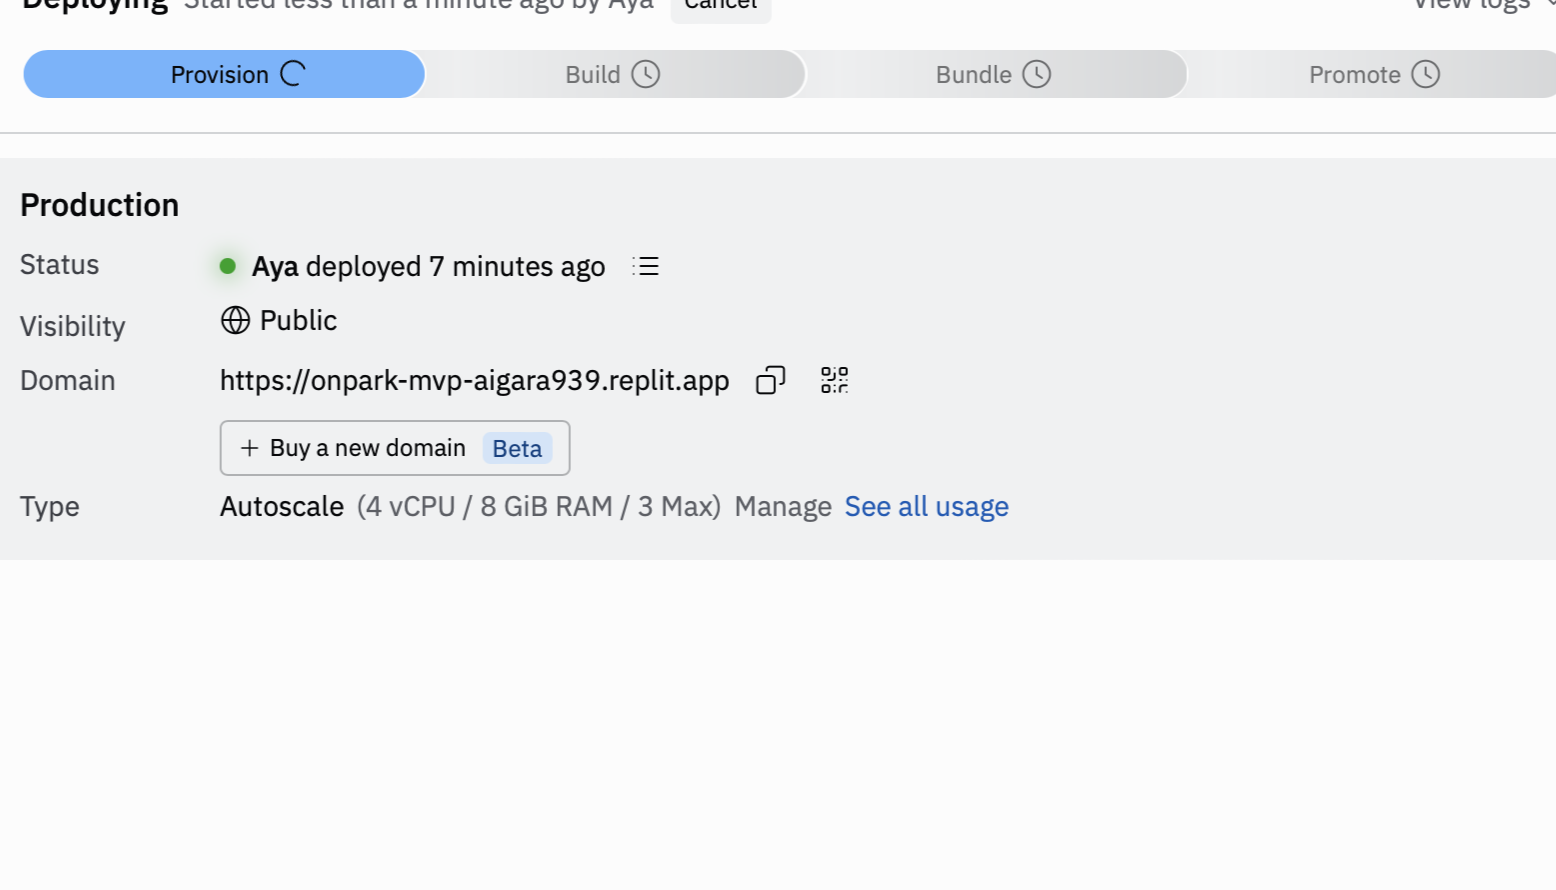 Deploying Started less than a minute ago by Aya Cancel View logs
Provision Build Bundle Promote
Production
Status Aya deployed 7 minutes ago
Visibility Public
Domain https://onpark-mvp-aigara939.replit.app
+ Buy a new domain Beta
Type Autoscale (4 vCPU / 8 GiB RAM / 3 Max) Manage See all usage